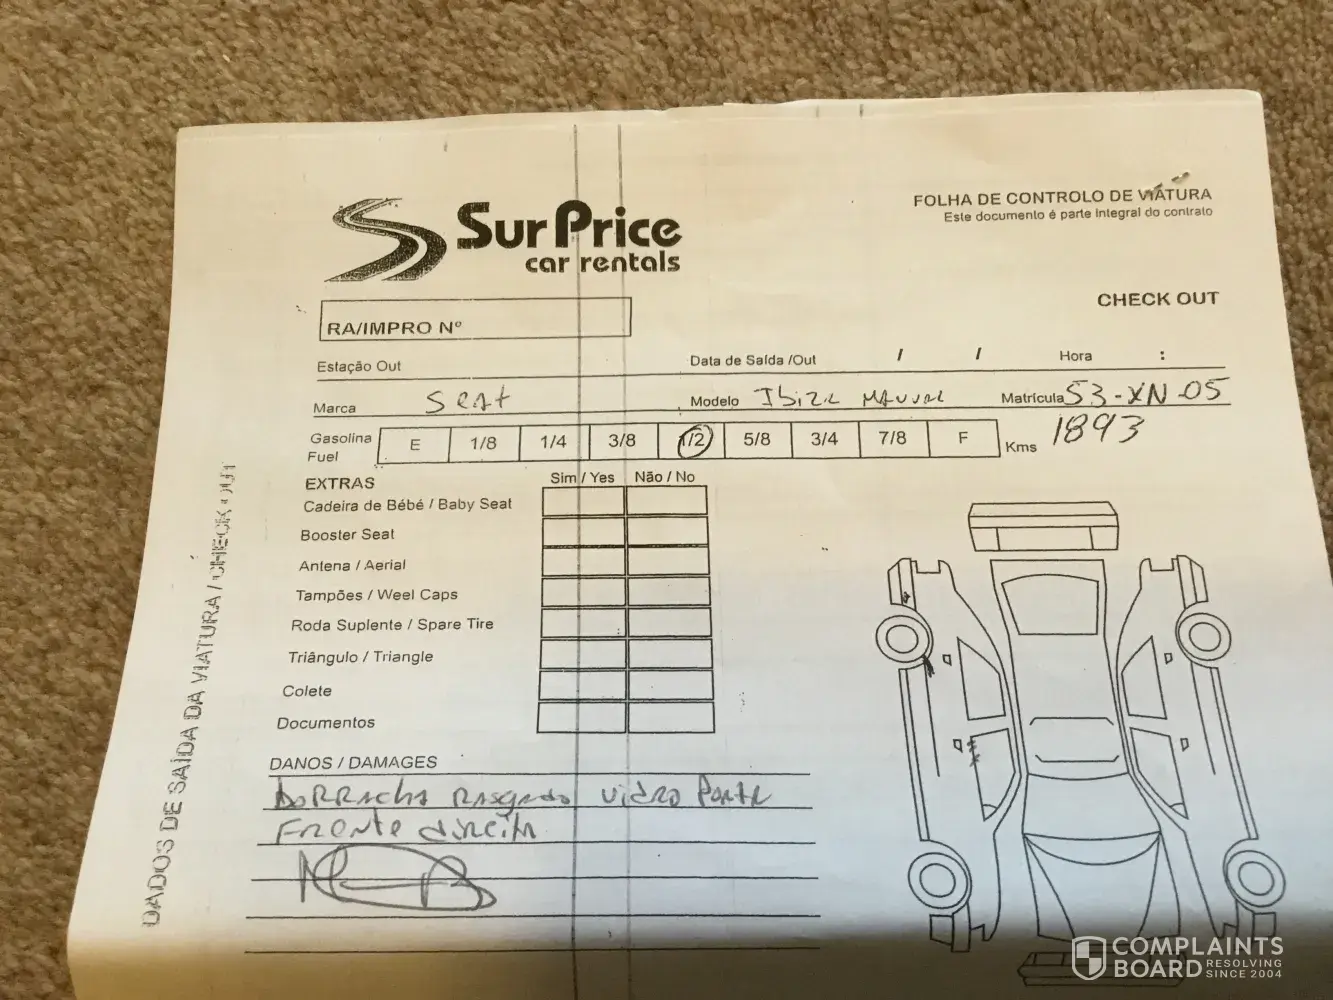 SurPrice
car rentals
FOLHA DE CONTROLO DE VIATURA
Este documento é parte integral do contrato
CHECK OUT
RA/IMPRO Nº
Estação Out Data de Saída /Out / / Hora :
Marca Seat Modelo Ibiza Manual Matrícula 53-XN-05
Gasolina
Fuel
E 1/8 1/4 3/8 1/2 5/8 3/4 7/8 F Kms 1893
EXTRAS Sim / Yes Não / No
Cadeira de Bébé / Baby Seat
Booster Seat
Antena / Aerial
Tampões / Weel Caps
Roda Suplente / Spare Tire
Triângulo / Triangle
Colete
Documentos
DANOS / DAMAGES
Borracha Rasgado vidro Porta
Frente direita
DADOS DE SAÍDA DA VIATURA / CHECK OUT
COMPLAINTS
BOARD RESOLVING
SINCE 2004